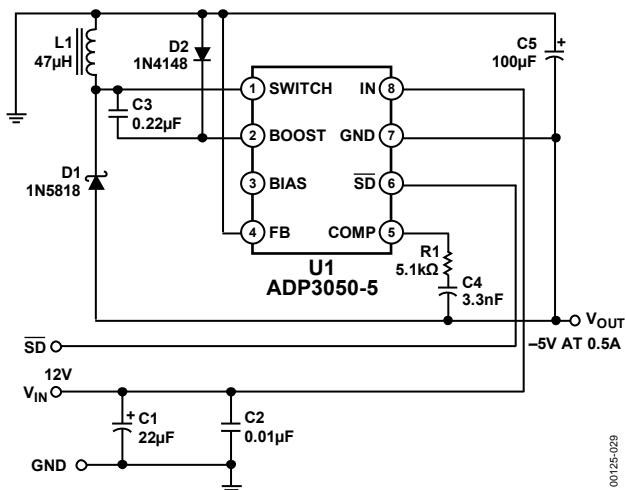 L1
47µH
D2
1N4148
C5
100µF
+
C3
0.22µF
1 SWITCH
IN 8
2 BOOST
GND 7
3 BIAS
SD 6
4 FB
COMP 5
D1
1N5818
U1
ADP3050-5
R1
5.1kΩ
C4
3.3nF
VOUT
–5V AT 0.5A
SD
12V
VIN
+ C1
22µF
C2
0.01µF
GND
00125-029